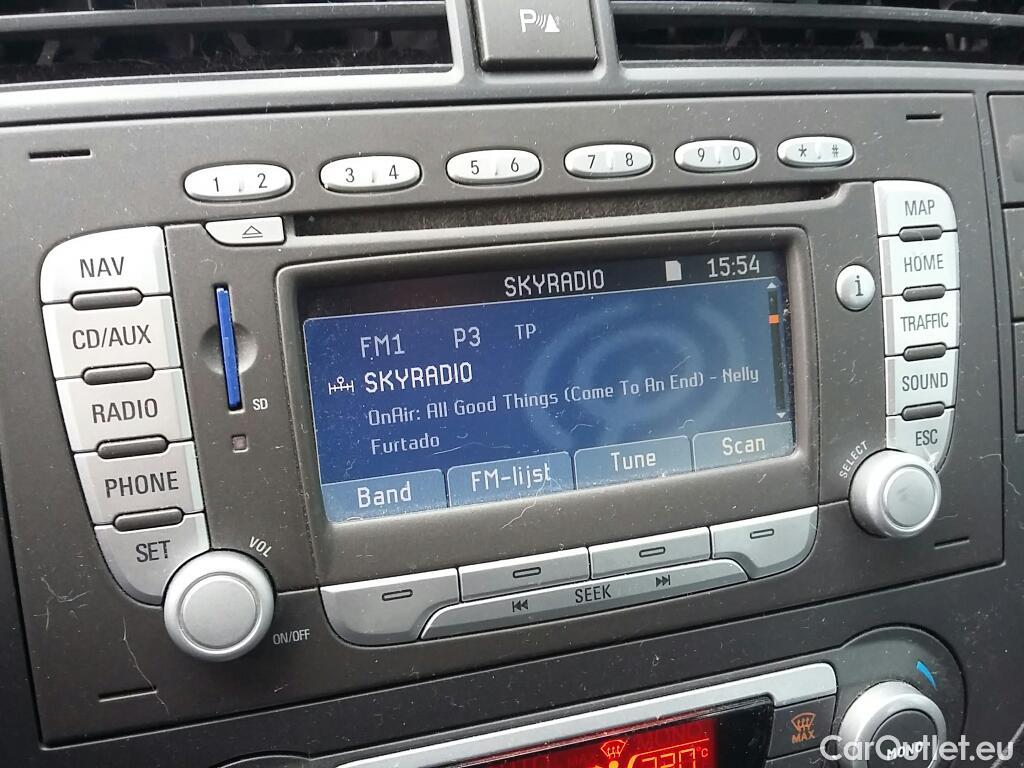 P
1 2
3 4
5 6
7 8
9 0
* #
NAV
CD/AUX
RADIO
PHONE
SET
SD
SKYRADIO 15:54
FM1 P3 TP
SKYRADIO
OnAir: All Good Things (Come To An End) - Nelly
Furtado
Band FM-lijst Tune Scan
MAP
HOME
TRAFFIC
SOUND
ESC
i
SELECT
VOL
ON/OFF
SEEK
MAX
MONO
CarOutlet.eu